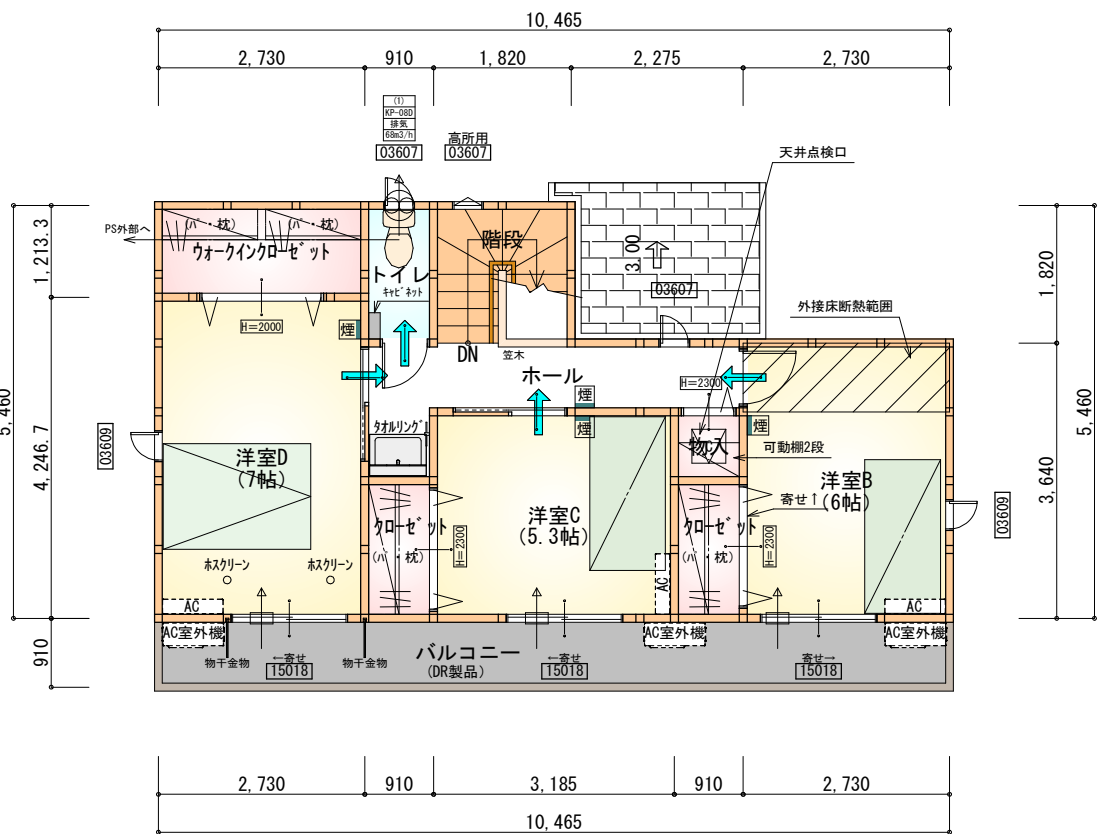 10,465
2,730
910
1,820
2,275
2,730
(1)
KP-08D
排気
68m3/h
03607
高所用
03607
天井点検口
5,460
1,213.3
4,246.7
910
PS外部へ
(パ・枕)
(パ・枕)
ウォークインクローゼット
トイレ
キャビネット
階段
3.00
03607
外接床断熱範囲
1,820
3,640
5,460
H=2000
煙
DN
笠木
ホール
煙
煙
H=2300
煙
タオルリング
物入
可動棚2段
03609
洋室D
(7帖)
洋室C
(5.3帖)
洋室B
(6帖)
寄せ↑
03609
クローゼット
(パ・枕)
H=2300
クローゼット
(パ・枕)
H=2300
ホスクリーン
ホスクリーン
AC
AC
AC
AC室外機
AC室外機
AC室外機
物干金物
物干金物
←寄せ
15018
バルコニー
(DR製品)
←寄せ
15018
寄せ→
15018
2,730
910
3,185
910
2,730
10,465